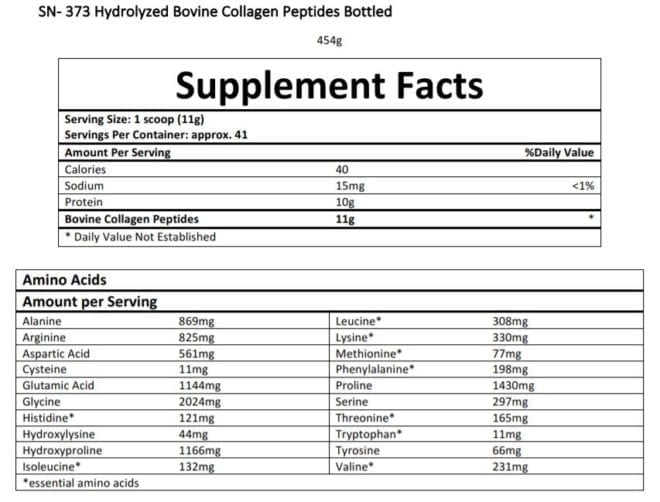 SN- 373 Hydrolyzed Bovine Collagen Peptides Bottled
454g
Supplement Facts
Serving Size: 1 scoop (11g)
Servings Per Container: approx. 41
Amount Per Serving %Daily Value
Calories 40
Sodium 15mg <1%
Protein 10g
Bovine Collagen Peptides 11g *
* Daily Value Not Established
Amino Acids
Amount per Serving
Alanine 869mg Leucine* 308mg
Arginine 825mg Lysine* 330mg
Aspartic Acid 561mg Methionine* 77mg
Cysteine 11mg Phenylalanine* 198mg
Glutamic Acid 1144mg Proline 1430mg
Glycine 2024mg Serine 297mg
Histidine* 121mg Threonine* 165mg
Hydroxylysine 44mg Tryptophan* 11mg
Hydroxyproline 1166mg Tyrosine 66mg
Isoleucine* 132mg Valine* 231mg
*essential amino acids